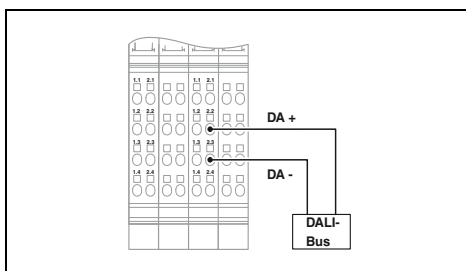 1.1 2.1 1.1 2.1
1.2 2.2 1.2 2.2
DA +
1.3 2.3 1.3 2.3
DA -
1.4 2.4 1.4 2.4
DALI-
Bus